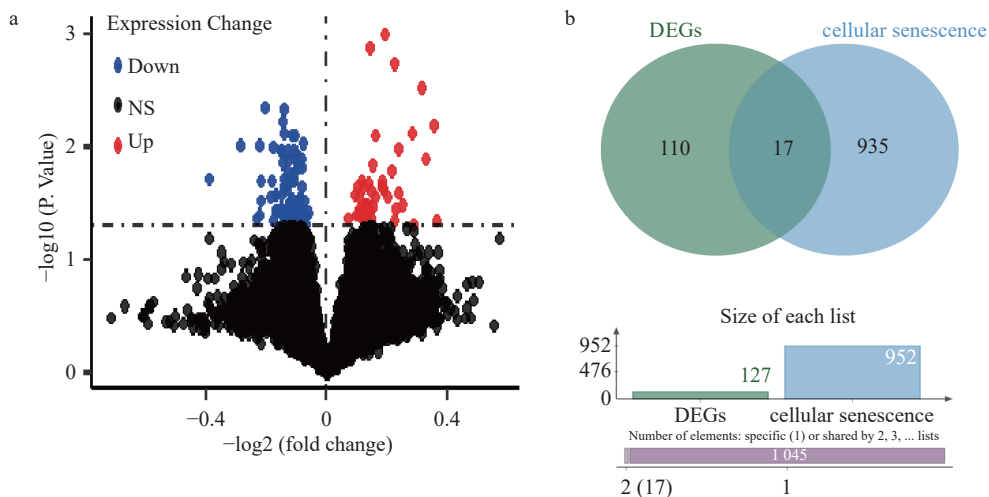 a
Expression Change
Down
NS
Up
3
2
1
0
−log10 (P. Value)
−0.4
0
0.4
−log2 (fold change)
b
DEGs
cellular senescence
110
17
935
Size of each list
952
476
0
127
952
DEGs
cellular senescence
Number of elements: specific (1) or shared by 2, 3, ... lists
1 045
2 (17)
1